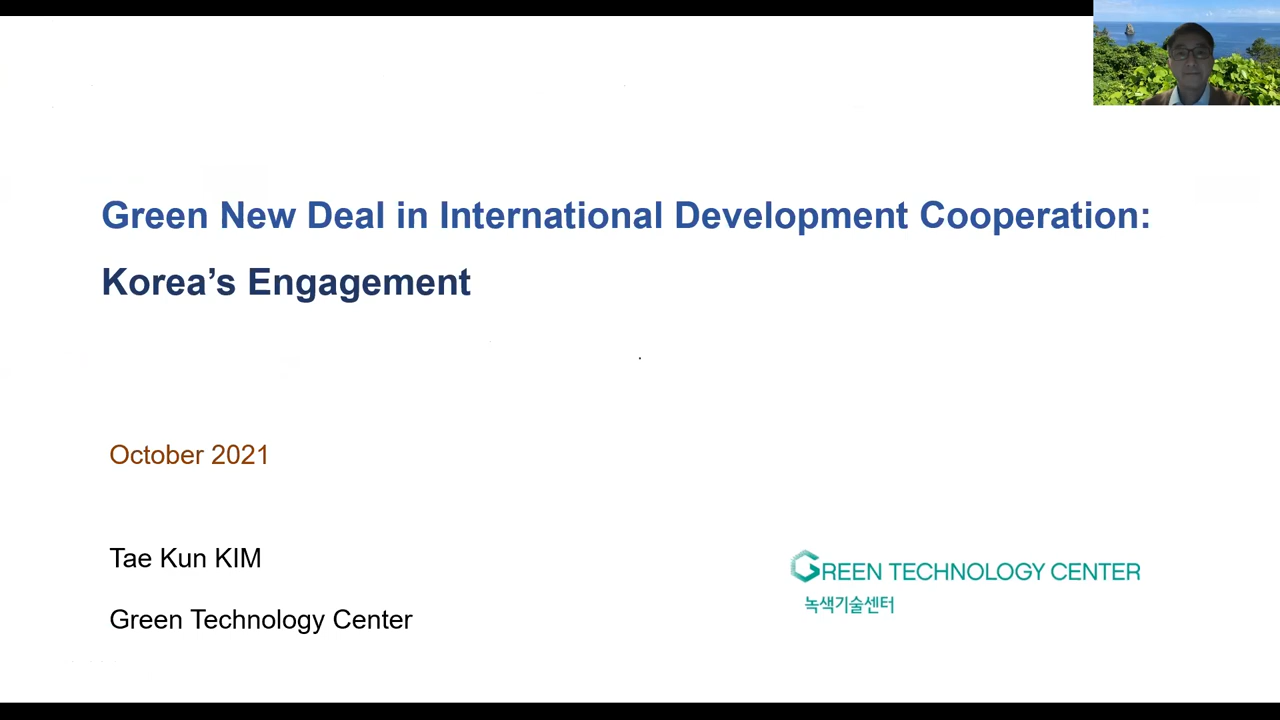 Green New Deal in International Development Cooperation:
Korea’s Engagement
October 2021
Tae Kun KIM
Green Technology Center
GREEN TECHNOLOGY CENTER
녹색기술센터